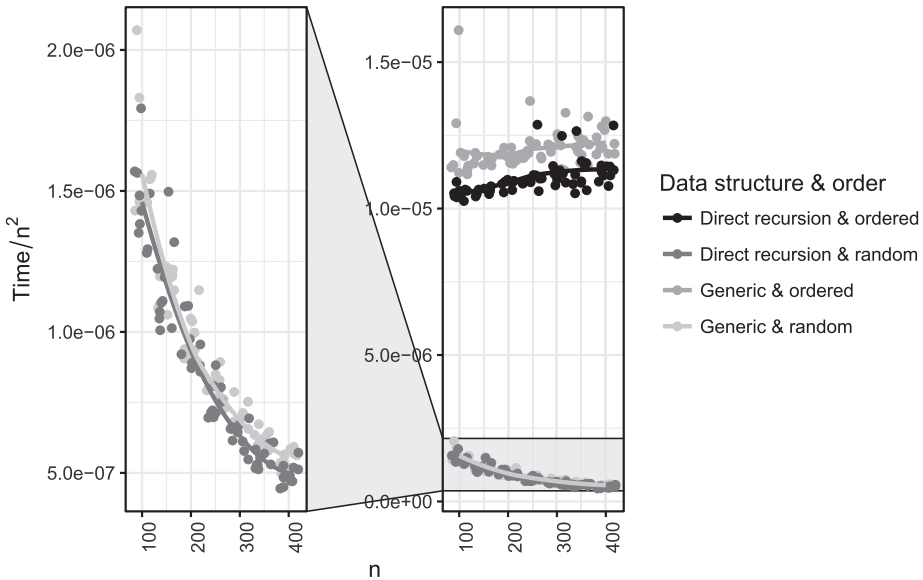 2.0e−06
1.5e−06
1.0e−06
5.0e−07
Time/n²
100 200 300 400
1.5e−05
1.0e−05
5.0e−06
0.0e+00
100 200 300 400
n
Data structure & order
Direct recursion & ordered
Direct recursion & random
Generic & ordered
Generic & random